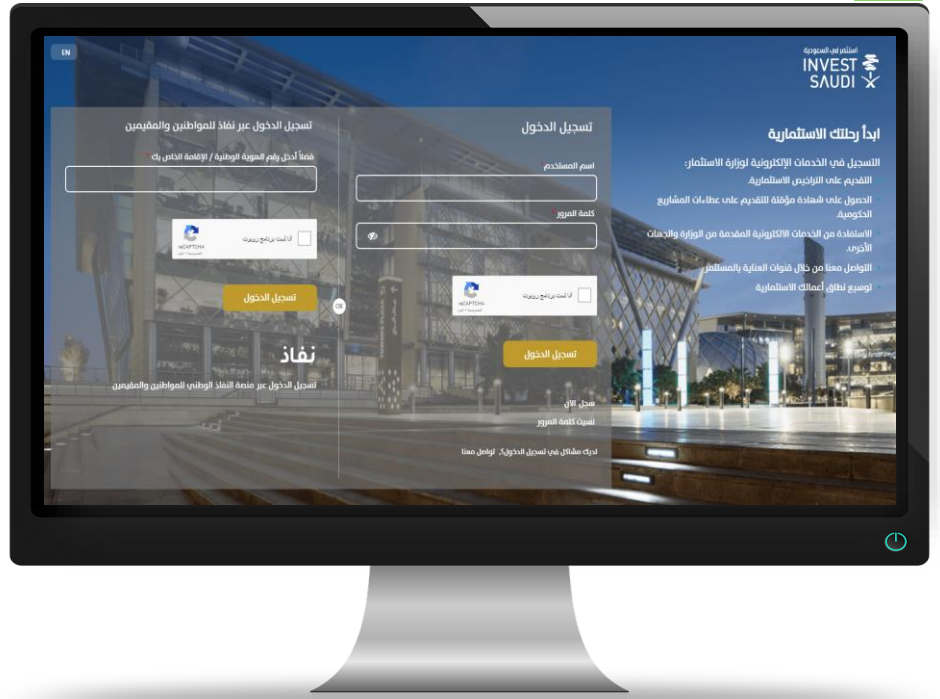 استثمر في السعودية
INVEST
SAUDI
EN
ابدأ رحلتك الاستثمارية
التسجيل في الخدمات الإلكترونية لوزارة الاستثمار:
التقديم على التراخيص الاستثمارية.
الحصول على شهادة مؤقتة للتقديم على عطاءات المشاريع
الحكومية.
الاستفادة من الخدمات الالكترونية المقدمة من الوزارة والجهات
الأخرى.
التواصل معنا من خلال قنوات العناية بالمستثمر
توسيع نطاق أعمالك الاستثمارية
تسجيل الدخول
اسم المستخدم*
كلمة المرور*
أنا لست برنامج روبوت
reCAPTCHA
تسجيل الدخول
سجل الآن
نسيت كلمة المرور
لديك مشاكل في تسجيل الدخول؟, تواصل معنا
OR
تسجيل الدخول عبر نفاذ للمواطنين والمقيمين
فضلاً أدخل رقم الهوية الوطنية / الإقامة الخاص بك*
أنا لست برنامج روبوت
reCAPTCHA
تسجيل الدخول
نفاذ
تسجيل الدخول عبر منصة النفاذ الوطني للمواطنين والمقيمين